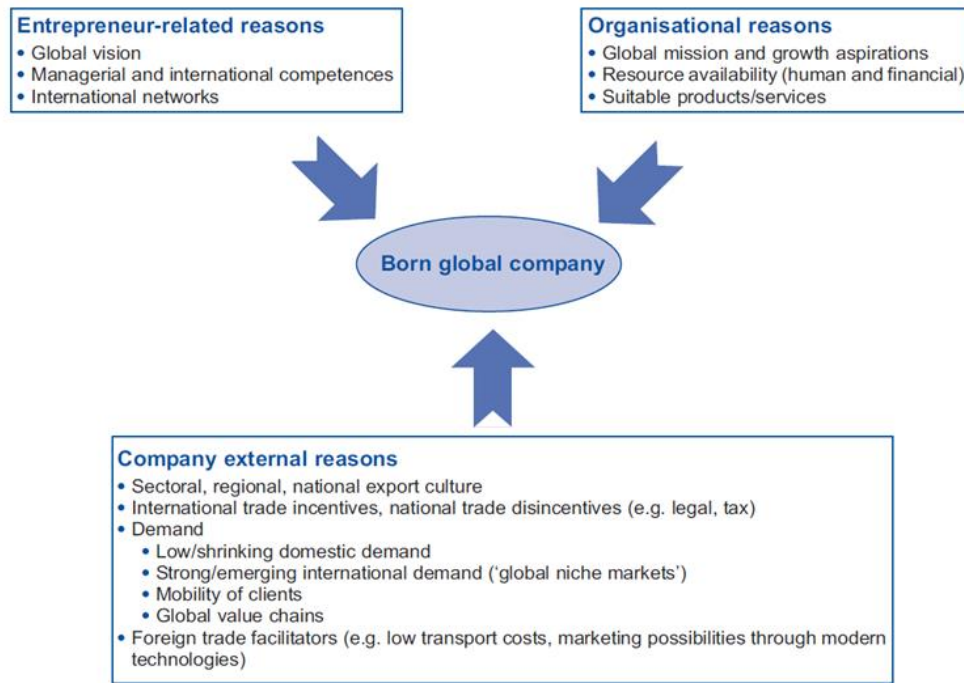 Entrepreneur-related reasons
• Global vision
• Managerial and international competences
• International networks
Organisational reasons
• Global mission and growth aspirations
• Resource availability (human and financial)
• Suitable products/services
Born global company
Company external reasons
• Sectoral, regional, national export culture
• International trade incentives, national trade disincentives (e.g. legal, tax)
• Demand
• Low/shrinking domestic demand
• Strong/emerging international demand (‘global niche markets’)
• Mobility of clients
• Global value chains
• Foreign trade facilitators (e.g. low transport costs, marketing possibilities through modern
technologies)